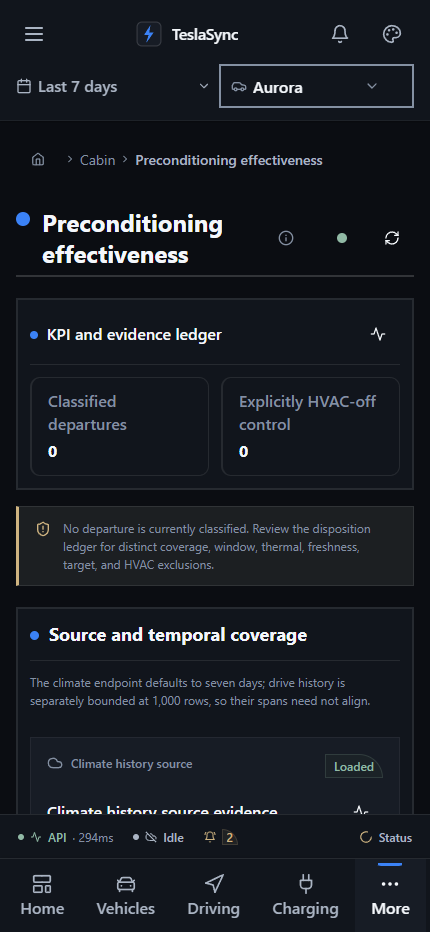 TeslaSync
Last 7 days
Aurora
Cabin
Preconditioning effectiveness
Preconditioning
effectiveness
KPI and evidence ledger
Classified
departures
0
Explicitly HVAC-off
control
0
No departure is currently classified. Review the disposition
ledger for distinct coverage, window, thermal, freshness,
target, and HVAC exclusions.
Source and temporal coverage
The climate endpoint defaults to seven days; drive history is
separately bounded at 1,000 rows, so their spans need not align.
Climate history source
Loaded
Climate history source evidence
API · 294ms
Idle
2
Status
Home
Vehicles
Driving
Charging
More